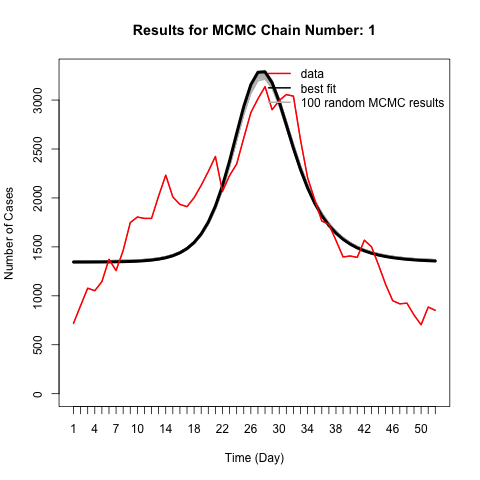 Results for MCMC Chain Number: 1
data
best fit
100 random MCMC results
Number of Cases
0
500
1000
1500
2000
2500
3000
1 4 7 10 14 18 22 26 30 34 38 42 46 50
Time (Day)